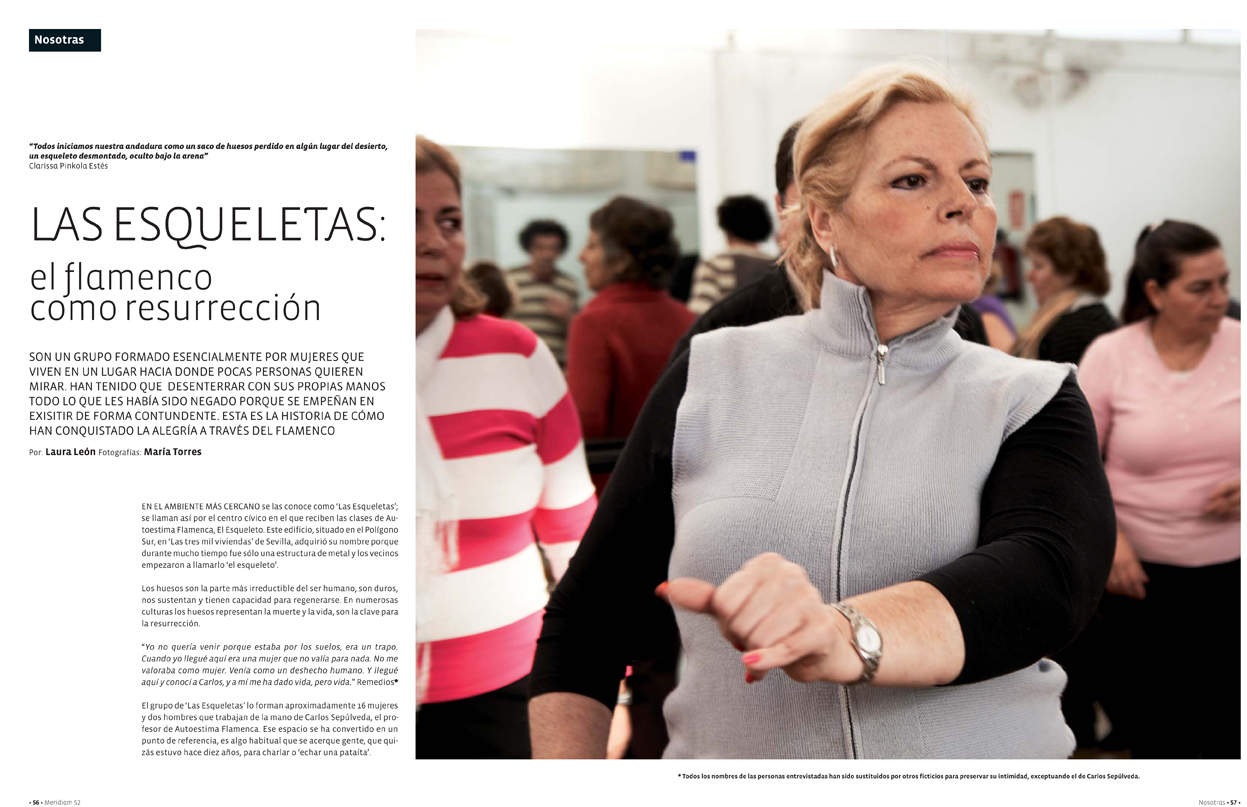 Nosotras
"Todos iniciamos nuestra andadura como un saco de huesos perdido en algún lugar del desierto,
un esqueleto desmontado, oculto bajo la arena"
Clarissa Pinkola Estés
LAS ESQUELETAS:
el flamenco
como resurrección
SON UN GRUPO FORMADO ESENCIALMENTE POR MUJERES QUE
VIVEN EN UN LUGAR HACIA DONDE POCAS PERSONAS QUIEREN
MIRAR. HAN TENIDO QUE DESENTERRAR CON SUS PROPIAS MANOS
TODO LO QUE LES HABÍA SIDO NEGADO PORQUE SE EMPEÑAN EN
EXISITIR DE FORMA CONTUNDENTE. ESTA ES LA HISTORIA DE CÓMO
HAN CONQUISTADO LA ALEGRÍA A TRAVÉS DEL FLAMENCO
Por: Laura León Fotografías: María Torres
EN EL AMBIENTE MÁS CERCANO se las conoce como 'Las Esqueletas';
se llaman así por el centro cívico en el que reciben las clases de Au-
toestima Flamenca, El Esqueleto. Este edificio, situado en el Polígono
Sur, en 'Las tres mil viviendas' de Sevilla, adquirió su nombre porque
durante mucho tiempo fue sólo una estructura de metal y los vecinos
empezaron a llamarlo 'el esqueleto'.
Los huesos son la parte más irreductible del ser humano, son duros,
nos sustentan y tienen capacidad para regenerarse. En numerosas
culturas los huesos representan la muerte y la vida, son la clave para
la resurrección.
"Yo no quería venir porque estaba por los suelos, era un trapo.
Cuando yo llegué aquí era una mujer que no valía para nada. No me
valoraba como mujer. Venía como un deshecho humano. Y llegué
aquí y conocí a Carlos, y a mí me ha dado vida, pero vida." Remedios*
El grupo de 'Las Esqueletas' lo forman aproximadamente 16 mujeres
y dos hombres que trabajan de la mano de Carlos Sepúlveda, el pro-
fesor de Autoestima Flamenca. Ese espacio se ha convertido en un
punto de referencia, es algo habitual que se acerque gente, que qui-
zás estuvo hace diez años, para charlar o 'echar una pataíta'.
* Todos los nombres de las personas entrevistadas han sido sustituidos por otros ficticios para preservar su intimidad, exceptuando el de Carlos Sepúlveda.
• 56 • Meridiam 52
Nosotras • 57 •